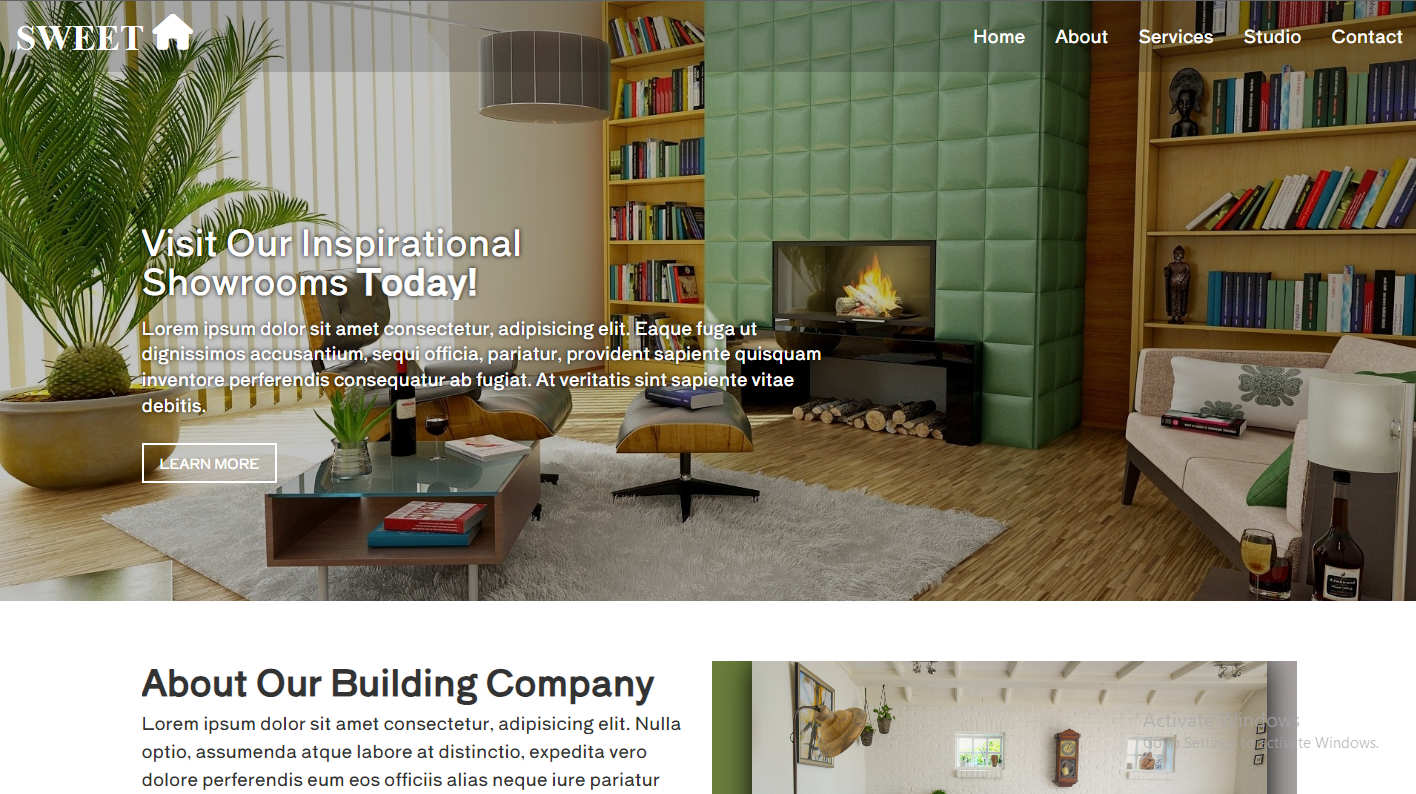 SWEET
Home About Services Studio Contact
Visit Our Inspirational
Showrooms Today!
Lorem ipsum dolor sit amet consectetur, adipisicing elit. Eaque fuga ut
dignissimos accusantium, sequi officia, pariatur, provident sapiente quisquam
inventore perferendis consequatur ab fugiat. At veritatis sint sapiente vitae
debitis.
LEARN MORE
About Our Building Company
Lorem ipsum dolor sit amet consectetur, adipisicing elit. Nulla
optio, assumenda atque labore at distinctio, expedita vero
dolore perferendis eum eos officiis alias neque iure pariatur
Activate Windows
Go to Settings to activate Windows.